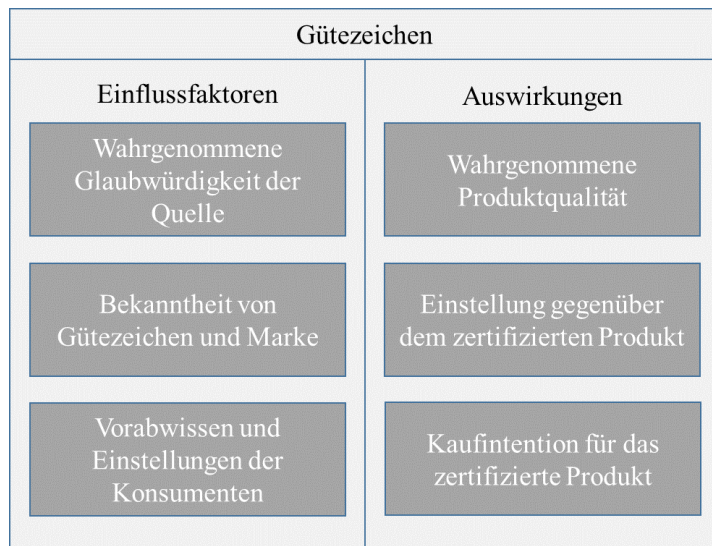 Gütezeichen
Einflussfaktoren
Wahrgenommene
Glaubwürdigkeit der
Quelle
Bekanntheit von
Gütezeichen und Marke
Vorabwissen und
Einstellungen der
Konsumenten
Auswirkungen
Wahrgenommene
Produktqualität
Einstellung gegenüber
dem zertifizierten Produkt
Kaufintention für das
zertifizierte Produkt